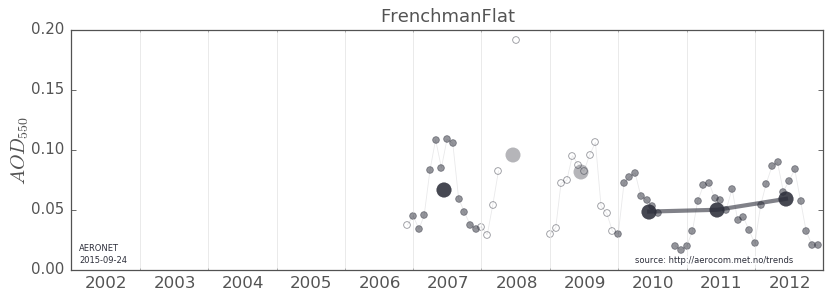 FrenchmanFlat
0.20
0.15
0.10
0.05
0.00
AOD550
AERONET
2015-09-24
source: http://aerocom.met.no/trends
2002 2003 2004 2005 2006 2007 2008 2009 2010 2011 2012